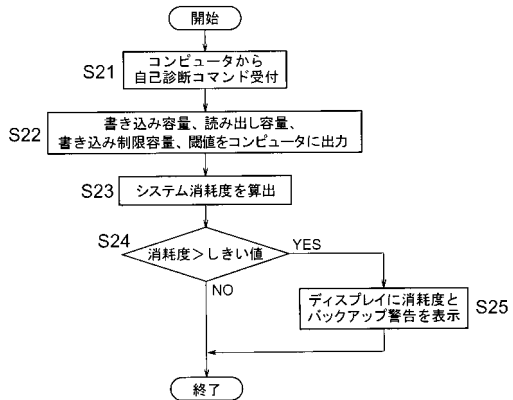 開始
S21
コンピュータから
自己診断コマンド受付
S22
書き込み容量、読み出し容量、
書き込み制限容量、閾値をコンピュータに出力
S23
システム消耗度を算出
S24
消耗度>しきい値
YES
NO
ディスプレイに消耗度と
バックアップ警告を表示
S25
終了